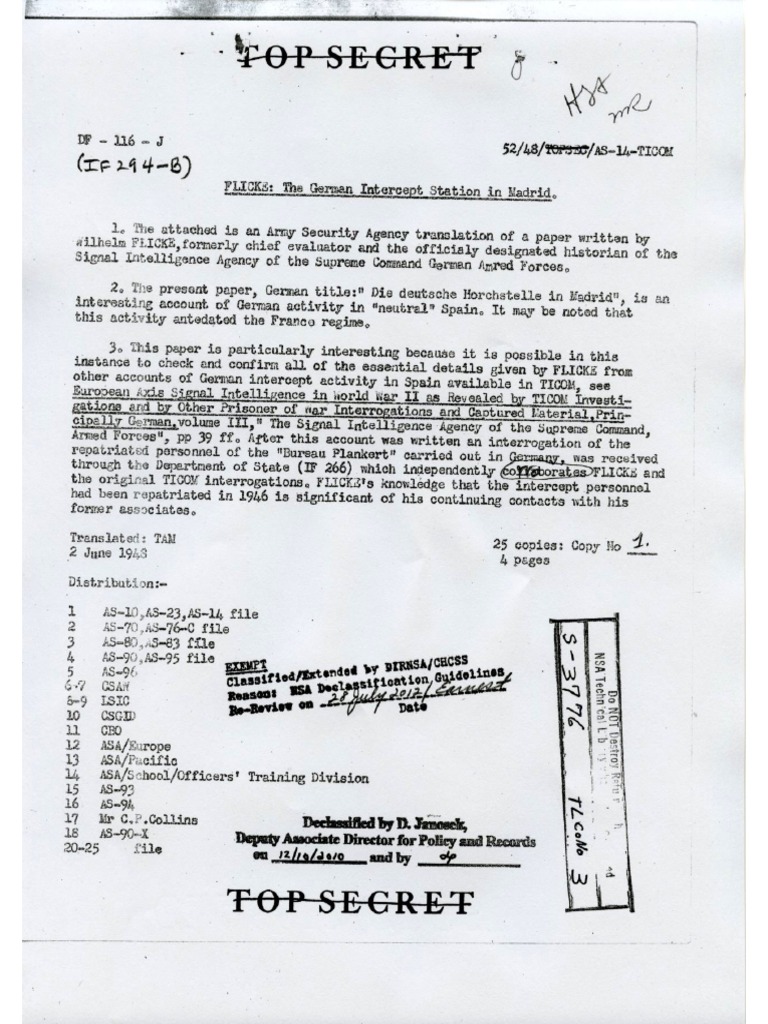 TOP SECRET
DF - 116 - J
(IF 294-B)
52/48/TOPSEC/AS-14-TICOM
FLICKE: The German Intercept Station in Madrid.
1. The attached is an Army Security Agency translation of a paper written by
Wilhelm FLICKE,formerly chief evaluator and the officialy designated historian of the
Signal Intelligence Agency of the Supreme Command German Amred Forces.
2. The present paper, German title:" Die deutsche Horchstelle in Madrid", is an
interesting account of German activity in "neutral" Spain. It may be noted that
this activity antedated the Franco regime.
3. This paper is particularly interesting because it is possible in this
instance to check and confirm all of the essential details given by FLICKE from
other accounts of German intercept activity in Spain available in TICOM, see
European Axis Signal Intelligence in World War II as Revealed by TICOM Investi-
gations and by Other Prisoner of War Interrogations and Captured Material,Prin-
cipally German,volume III," The Signal Intelligence Agency of the Supreme Command,
Armed Forces", pp 39 ff. After this account was written an interrogation of the
repatriated personnel of the "Bureau Plankert" carried out in Germany, was received
through the Department of State (IF 266) which independently corroborates FLICKE and
the original TICOM interrogations. FLICKE's knowledge that the intercept personnel
had been repatriated in 1946 is significant of his continuing contacts with his
former associates.
Translated: TAM
2 June 1948
25 copies: Copy No 1.
4 pages
Distribution:-
1 AS-10,AS-23,AS-14 file
2 AS-70,AS-76-C file
3 AS-80,AS-83 file
4 AS-90,AS-95 file
5 AS-96
6-7 CSAW
8-9 LSIC
10 CSGID
11 CBO
12 ASA/Europe
13 ASA/Pacific
14 ASA/School/Officers' Training Division
15 AS-93
16 AS-94
17 Mr C.P.Collins
18 AS-90-X
20-25 file
EXEMPT
Classified/Extended by DIRNSA/CHCSS
Reason: NSA Declassification Guidelines
Re-Review on 28 July 2012/
Date
Declassified by D. Janosek,
Deputy Associate Director for Policy and Records
on 12/10/2010 and by
TOP SECRET
Do NOT Destroy
NSA Technical
S-3776 TLCONo 3